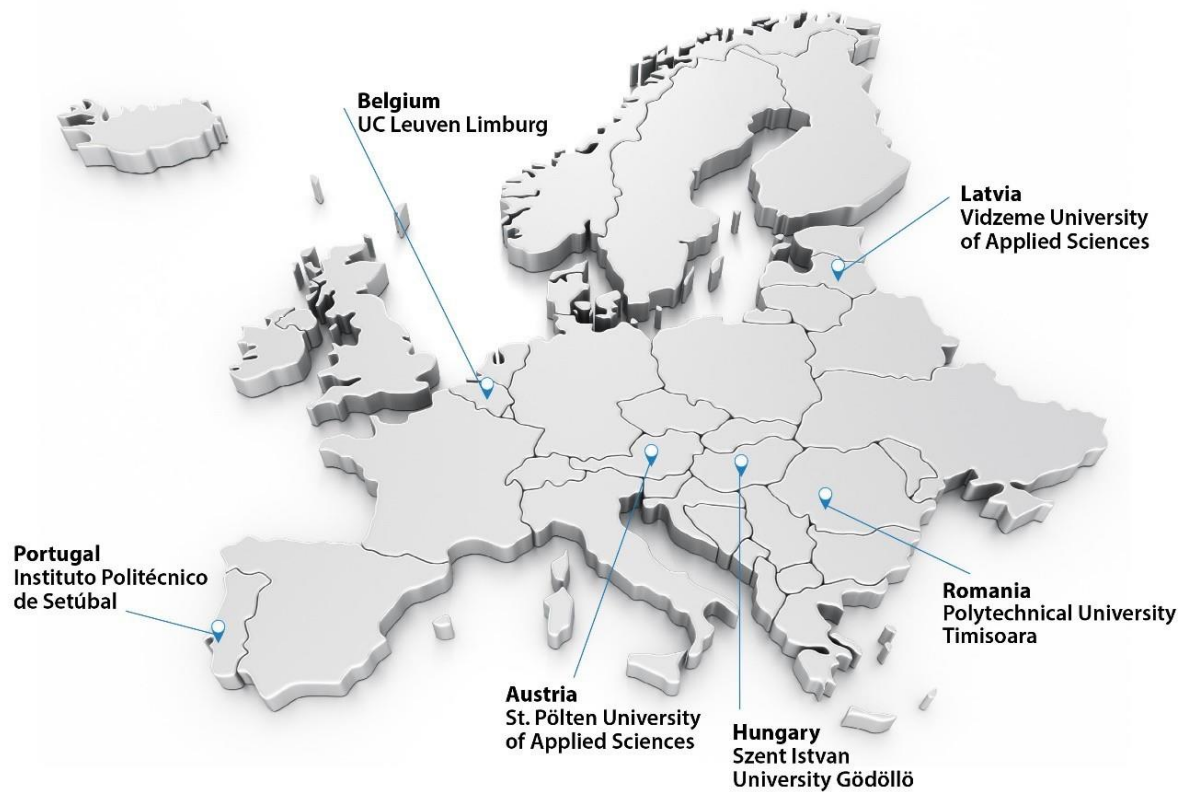 Belgium
UC Leuven Limburg
Latvia
Vidzeme University
of Applied Sciences
Portugal
Instituto Politécnico
de Setúbal
Romania
Polytechnical University
Timisoara
Austria
St. Pölten University
of Applied Sciences
Hungary
Szent Istvan
University Gödöllö